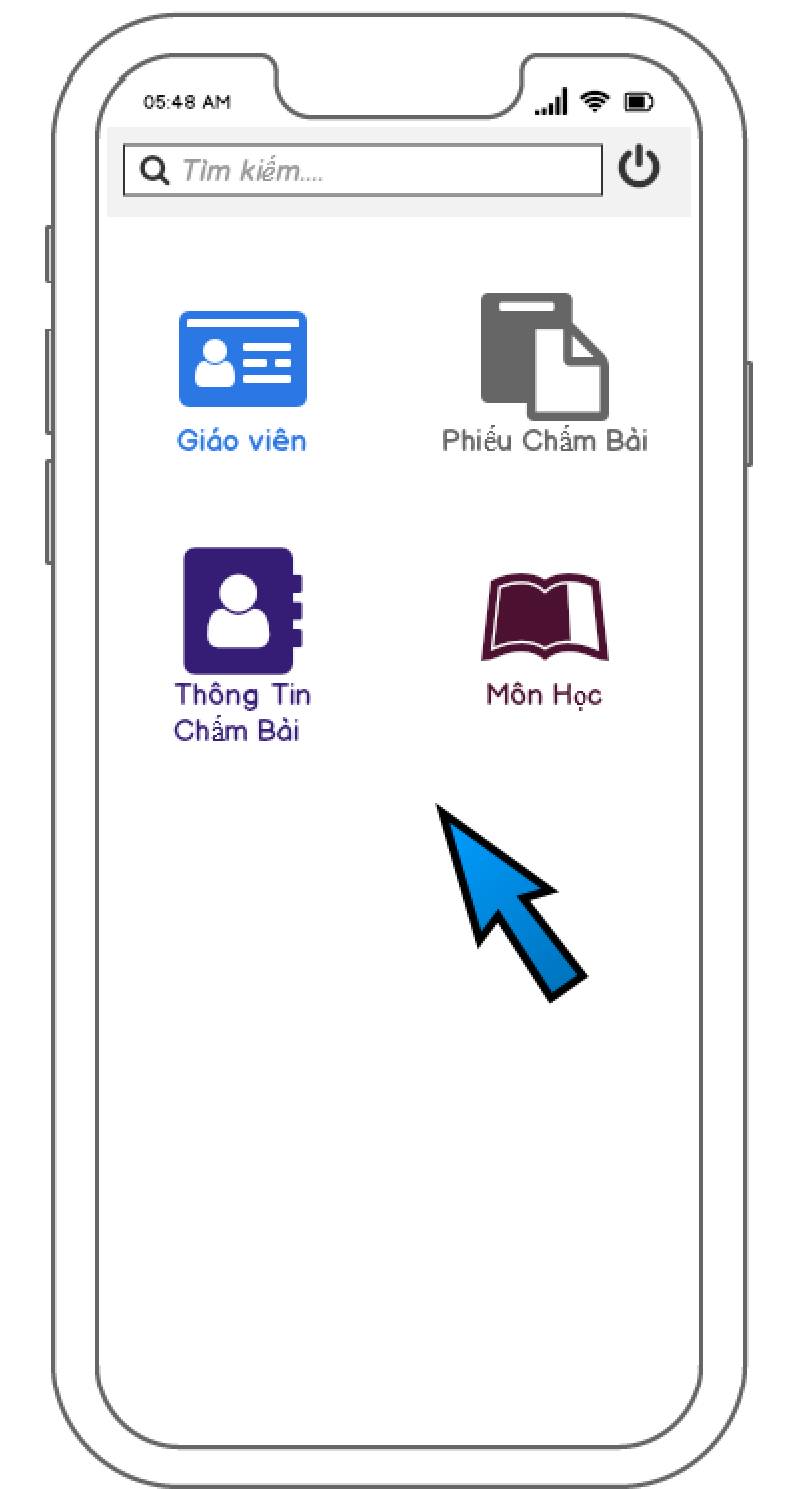 05:48 AM
Tìm kiếm....
Giáo viên
Phiếu Chấm Bài
Thông Tin
Chấm Bài
Môn Học